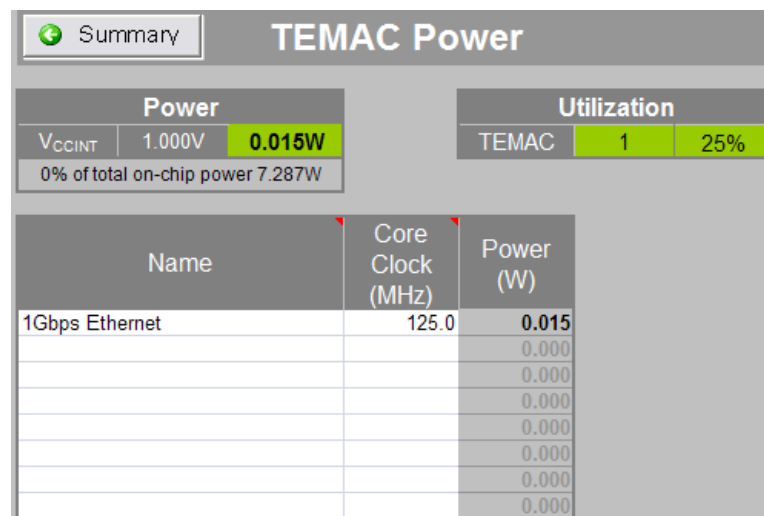 Summary
TEMAC Power
Power
VCCINT 1.000V 0.015W
0% of total on-chip power 7.287W
Utilization
TEMAC 1 25%
Name
Core Clock (MHz)
Power (W)
1Gbps Ethernet 125.0 0.015
0.000
0.000
0.000
0.000
0.000
0.000
0.000